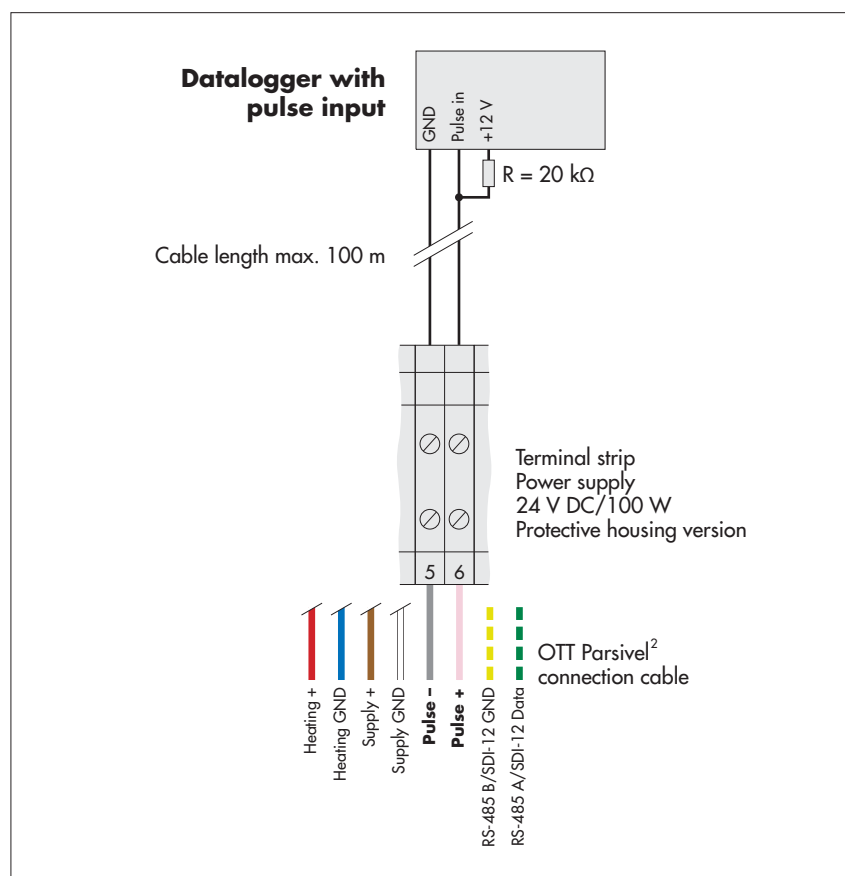 Datalogger with
pulse input
GND
Pulse in
+12 V
R = 20 kΩ
Cable length max. 100 m
Terminal strip
Power supply
24 V DC/100 W
Protective housing version
5 6
OTT Parsivel²
connection cable
Heating +
Heating GND
Supply +
Supply GND
Pulse –
Pulse +
RS-485 B/SDI-12 GND
RS-485 A/SDI-12 Data